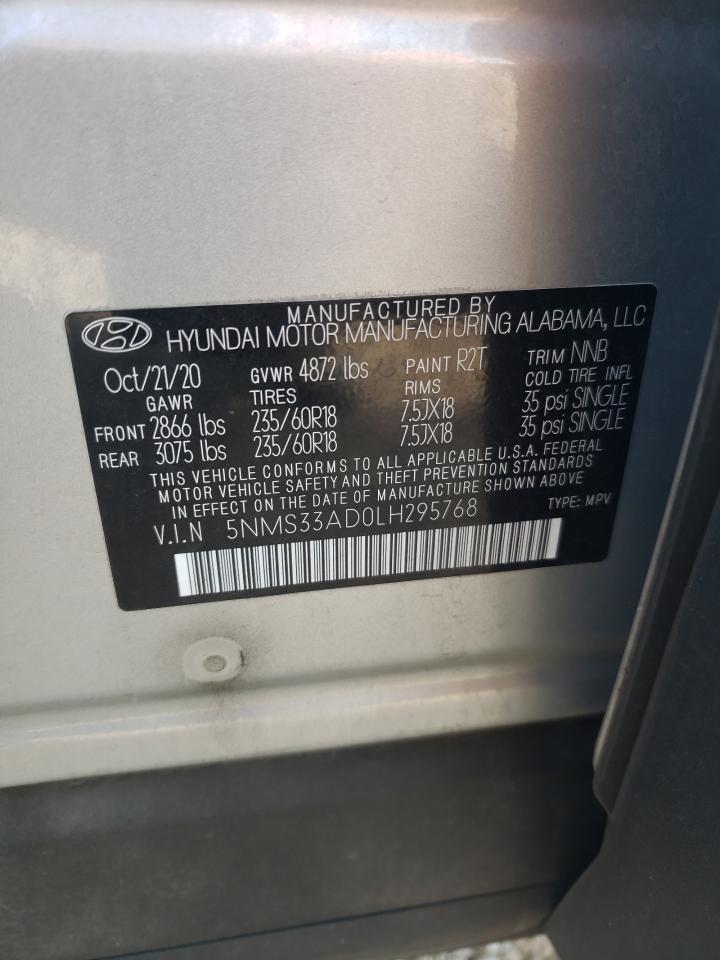 MANUFACTURED BY
HYUNDAI MOTOR MANUFACTURING ALABAMA, LLC
Oct/21/20 GVWR 4872 lbs PAINT R2T TRIM NNB
GAWR TIRES RIMS COLD TIRE INFL
FRONT 2866 lbs 235/60R18 7.5JX18 35 psi SINGLE
REAR 3075 lbs 235/60R18 7.5JX18 35 psi SINGLE
THIS VEHICLE CONFORMS TO ALL APPLICABLE U.S.A. FEDERAL
MOTOR VEHICLE SAFETY AND THEFT PREVENTION STANDARDS
IN EFFECT ON THE DATE OF MANUFACTURE SHOWN ABOVE
V.I.N 5NMS33AD0LH295768 TYPE: MPV